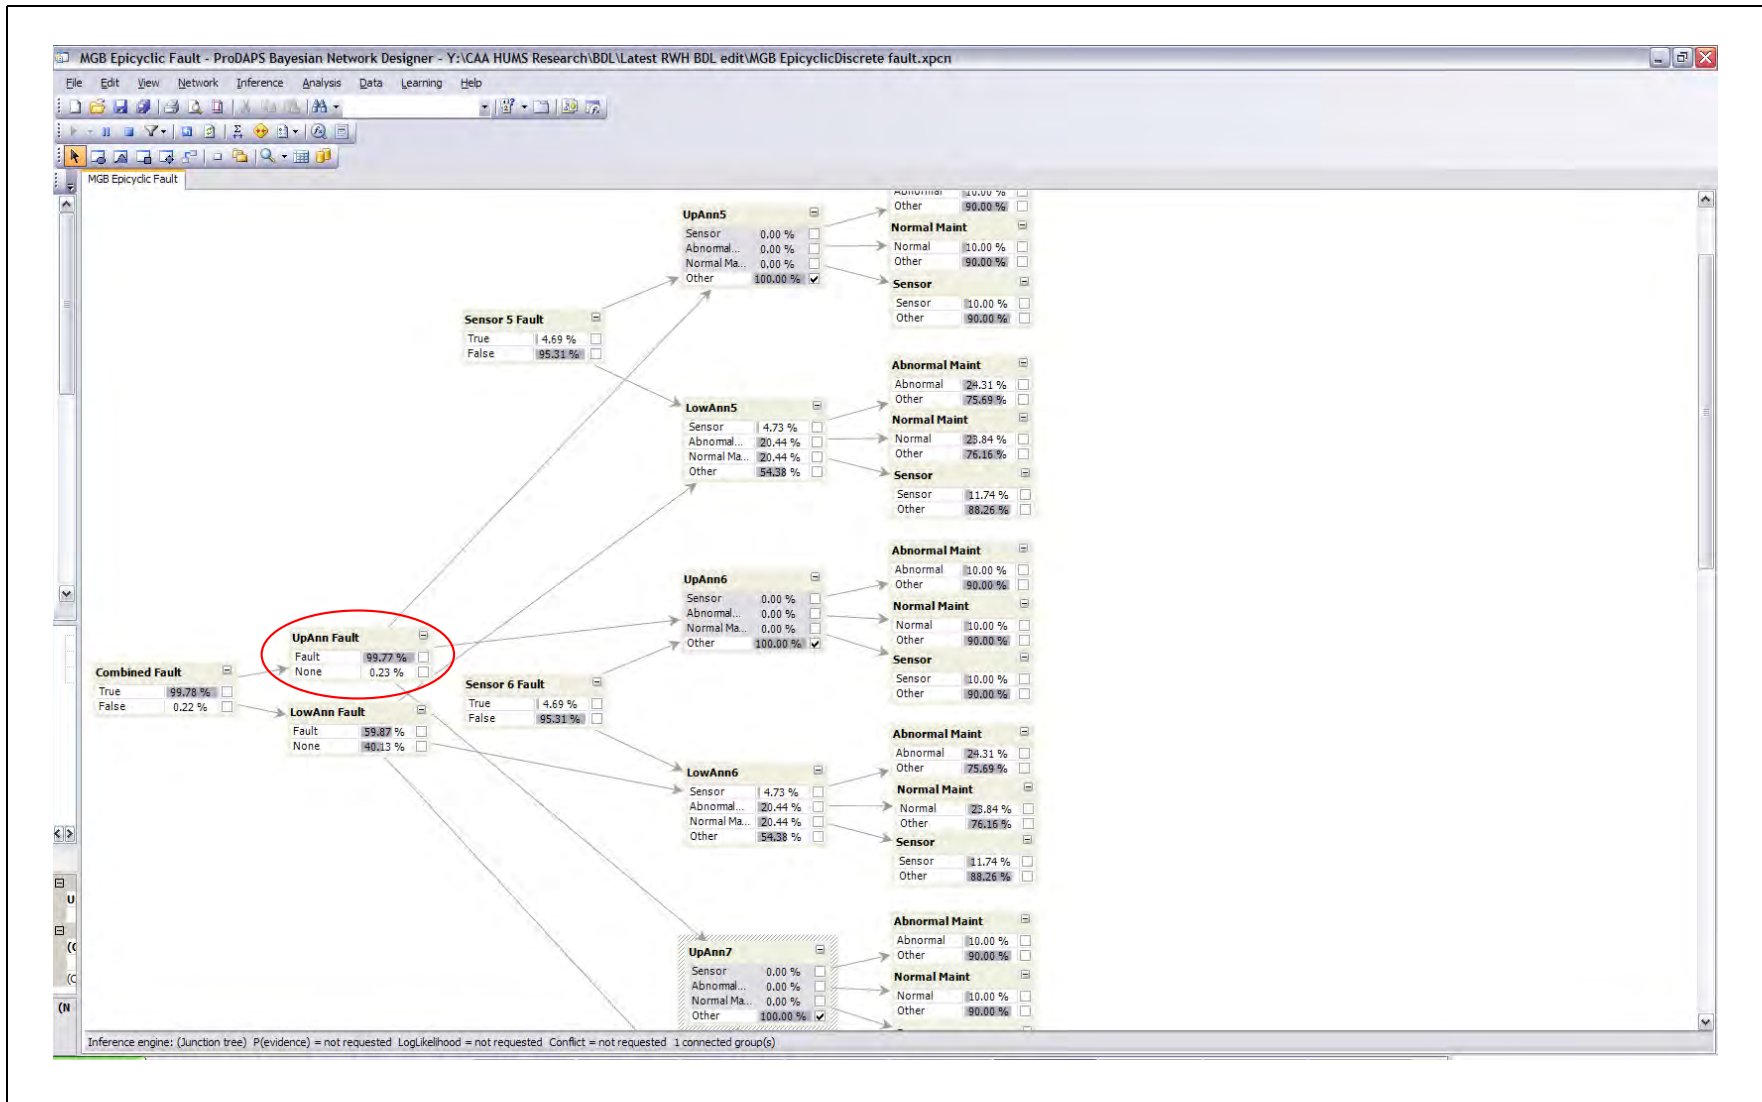 MGB Epicyclic Fault - ProDAPS Bayesian Network Designer - Y:\CAA HUMS Research\BDL\Latest RWH BDL edit\MGB EpicyclicDiscrete fault.xpcn
File Edit View Network Inference Analysis Data Learning Help
MGB Epicyclic Fault
Combined Fault
True 99.78 %
False 0.22 %
UpAnn Fault
Fault 99.77 %
None 0.23 %
LowAnn Fault
Fault 59.87 %
None 40.13 %
Sensor 5 Fault
True 4.69 %
False 95.31 %
Sensor 6 Fault
True 4.69 %
False 95.31 %
UpAnn5
Sensor 0.00 %
Abnormal... 0.00 %
Normal Ma... 0.00 %
Other 100.00 %
LowAnn5
Sensor 4.73 %
Abnormal... 20.44 %
Normal Ma... 20.44 %
Other 54.38 %
UpAnn6
Sensor 0.00 %
Abnormal... 0.00 %
Normal Ma... 0.00 %
Other 100.00 %
LowAnn6
Sensor 4.73 %
Abnormal... 20.44 %
Normal Ma... 20.44 %
Other 54.38 %
UpAnn7
Sensor 0.00 %
Abnormal... 0.00 %
Normal Ma... 0.00 %
Other 100.00 %
Abnormal 10.00 %
Other 90.00 %
Normal Maint
Normal 10.00 %
Other 90.00 %
Sensor
Sensor 10.00 %
Other 90.00 %
Abnormal Maint
Abnormal 24.31 %
Other 75.69 %
Normal Maint
Normal 23.84 %
Other 76.16 %
Sensor
Sensor 11.74 %
Other 88.26 %
Abnormal Maint
Abnormal 10.00 %
Other 90.00 %
Normal Maint
Normal 10.00 %
Other 90.00 %
Sensor
Sensor 10.00 %
Other 90.00 %
Abnormal Maint
Abnormal 24.31 %
Other 75.69 %
Normal Maint
Normal 23.84 %
Other 76.16 %
Sensor
Sensor 11.74 %
Other 88.26 %
Abnormal Maint
Abnormal 10.00 %
Other 90.00 %
Normal Maint
Normal 10.00 %
Other 90.00 %
U
(N
Inference engine: (Junction tree) P(evidence) = not requested LogLikelihood = not requested Conflict = not requested 1 connected group(s)